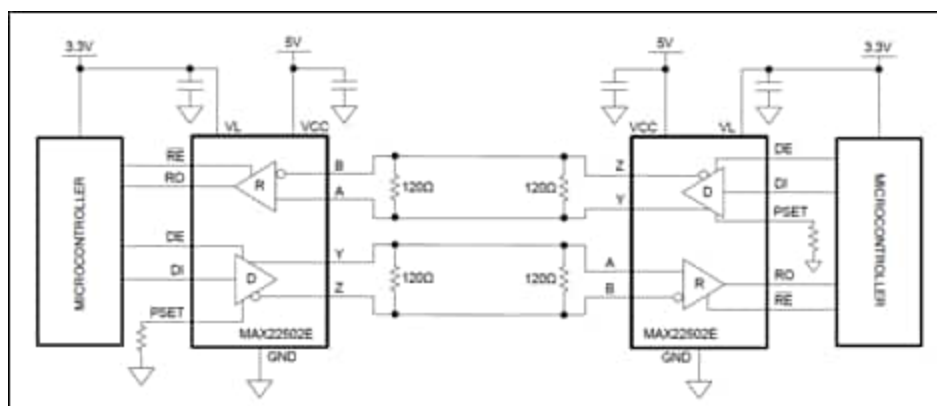 3.3V
5V
5V
3.3V
VL
VCC
VCC
VL
MICROCONTROLLER
RE
RO
R
B
A
120Ω
120Ω
Z
Y
D
DE
DI
PSET
MICROCONTROLLER
DE
DI
D
PSET
Y
Z
120Ω
120Ω
A
B
R
RO
RE
MAX22502E
MAX22502E
GND
GND